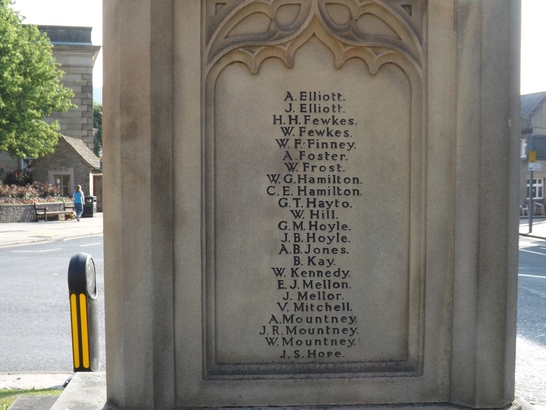 A. Elliott.
J. Elliott.
H. H. Fewkes.
W. Fewkes.
W. F. Finney.
A. Foster.
W. Frost.
W. G. Hamilton.
C. E. Hamilton.
G. T. Hayto.
W. Hill.
G. M. Hoyle.
J. B. Hoyle.
A. B. Jones.
B. Kay.
W. Kennedy.
E. J. Mellon.
J. Mellor.
V. Mitchell.
A. Mountney.
J. R. Mountney.
W. Mountney.
J. S. Hope.